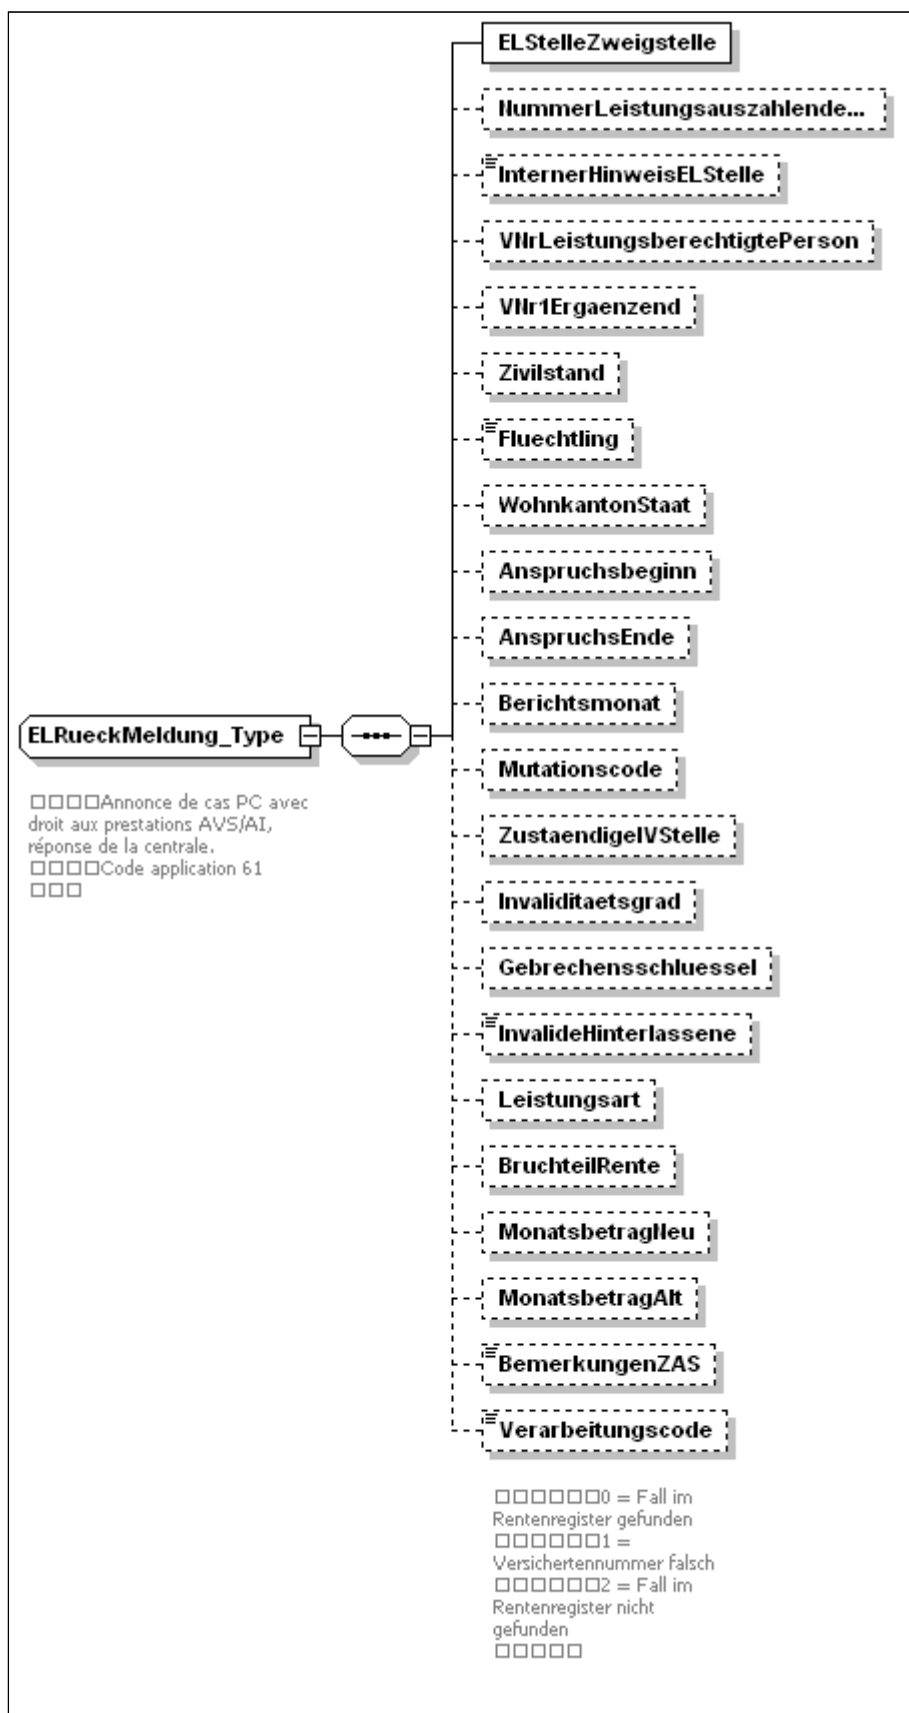 ELStelleZweigstelle
NummerLeistungsauszahlende...
InternerHinweisELStelle
VNrLeistungsberechtigtePerson
VNr1Ergaenzend
Zivilstand
Fluechtling
WohnkantonStaat
Anspruchsbeginn
AnspruchsEnde
Berichtsmonat
ELRueckMeldung_Type
Mutationscode
□□□□Annonce de cas PC avec
droit aux prestations AVS/AI,
réponse de la centrale.
□□□□Code application 61
□□□
ZustaendigeIVStelle
Invaliditaetsgrad
Gebrechensschluessel
InvalideHinterlassene
Leistungsart
BruchteilRente
MonatsbetragNeu
MonatsbetragAlt
BemerkungenZAS
Verarbeitungscode
□□□□□□0 = Fall im
Rentenregister gefunden
□□□□□□1 =
Versichertennummer falsch
□□□□□□2 = Fall im
Rentenregister nicht
gefunden
□□□□□